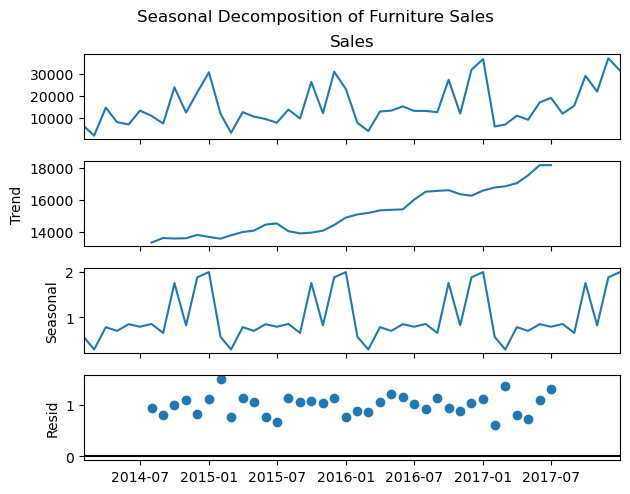 Seasonal Decomposition of Furniture Sales
Sales
30000
20000
10000
Trend
18000
16000
14000
Seasonal
2
1
Resid
1
0
2014-07 2015-01 2015-07 2016-01 2016-07 2017-01 2017-07